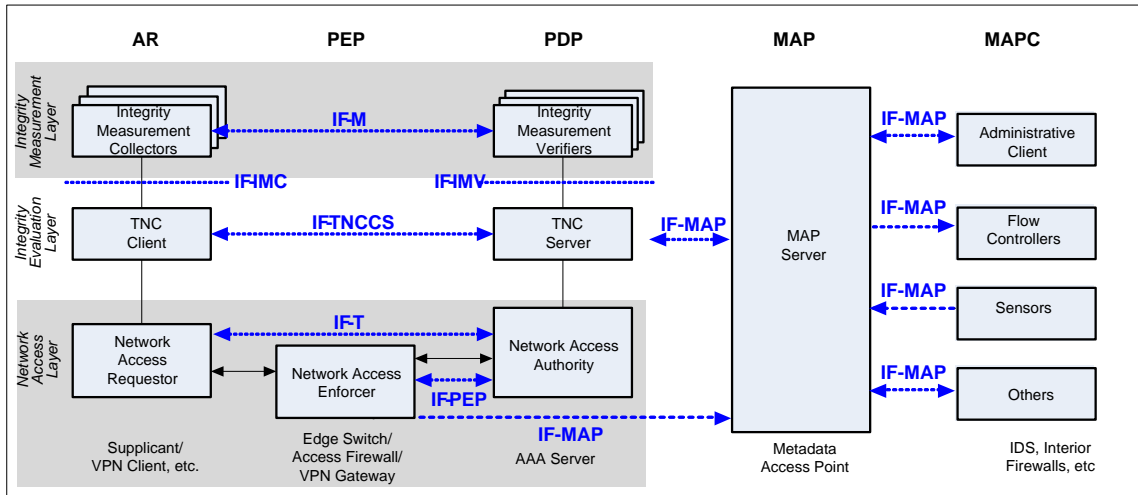 AR
PEP
PDP
MAP
MAPC
Integrity
Measurement
Layer
Integrity
Measurement
Collectors
IF-M
Integrity
Measurement
Verifiers
IF-IMC
IF-IMV
Integrity
Evaluation
Layer
TNC
Client
IF-TNCCS
TNC
Server
IF-MAP
MAP
Server
IF-MAP
Administrative
Client
IF-MAP
Flow
Controllers
IF-MAP
Sensors
IF-MAP
Others
Network
Access
Layer
Network
Access
Requestor
IF-T
Network Access
Enforcer
IF-PEP
Network Access
Authority
IF-MAP
Supplicant/
VPN Client, etc.
Edge Switch/
Access Firewall/
VPN Gateway
AAA Server
Metadata
Access Point
IDS, Interior
Firewalls, etc